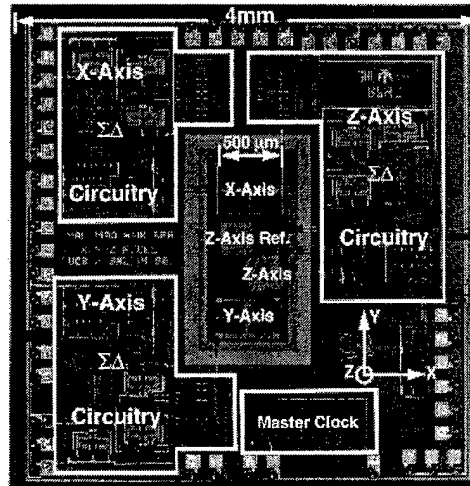 4mm
X-Axis
ΣΔ
Circuitry
Z-Axis
ΣΔ
Circuitry
500 µm
X-Axis
Z-Axis Ref.
Z-Axis
Y-Axis
Y-Axis
ΣΔ
Circuitry
Y
Z
X
Master Clock